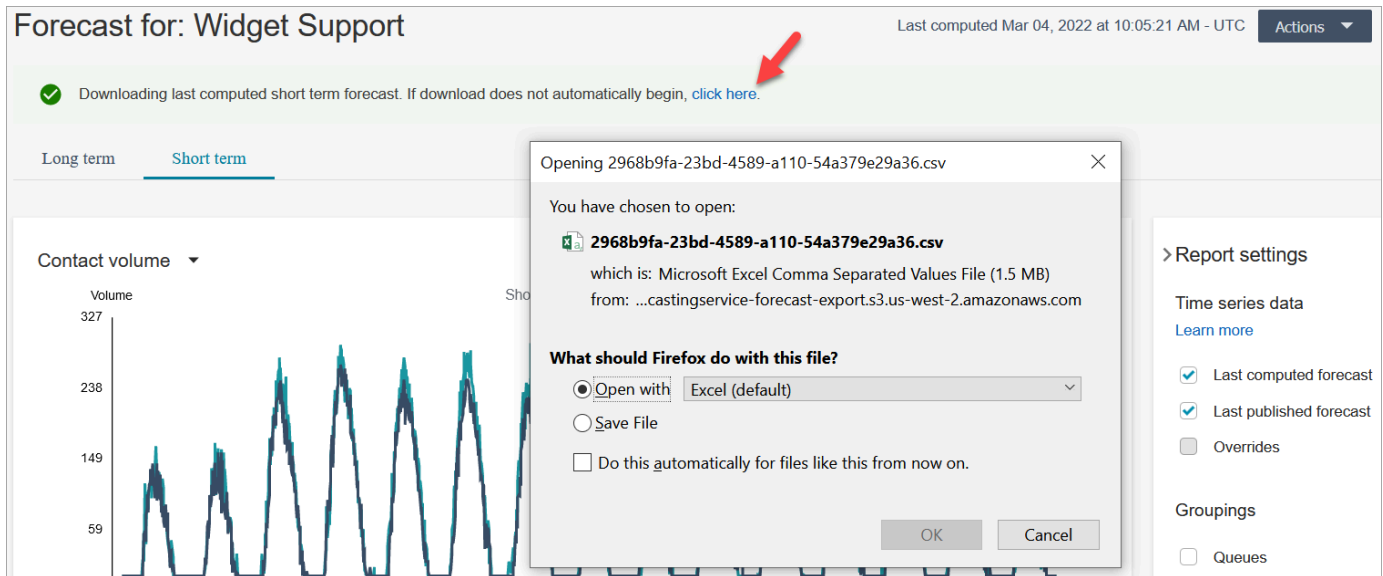 Forecast for: Widget Support
Last computed Mar 04, 2022 at 10:05:21 AM - UTC
Actions
Downloading last computed short term forecast. If download does not automatically begin, click here.
Long term
Short term
Opening 2968b9fa-23bd-4589-a110-54a379e29a36.csv
You have chosen to open:
2968b9fa-23bd-4589-a110-54a379e29a36.csv
which is: Microsoft Excel Comma Separated Values File (1.5 MB)
from: ...castingservice-forecast-export.s3.us-west-2.amazonaws.com
What should Firefox do with this file?
Open with
Excel (default)
Save File
Do this automatically for files like this from now on.
OK
Cancel
Contact volume
Volume
Sho
327
238
149
59
Report settings
Time series data
Learn more
Last computed forecast
Last published forecast
Overrides
Groupings
Queues